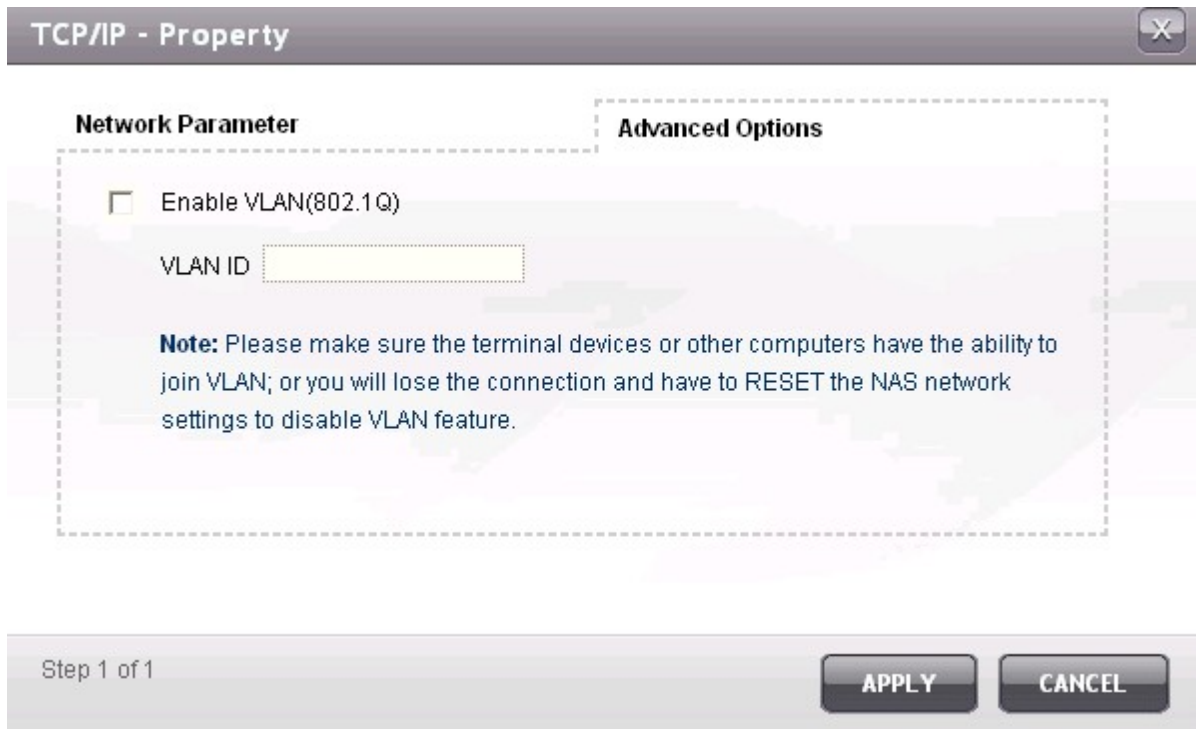 TCP/IP - Property
X
Network Parameter
Advanced Options
Enable VLAN(802.1Q)
VLAN ID
Note: Please make sure the terminal devices or other computers have the ability to
join VLAN; or you will lose the connection and have to RESET the NAS network
settings to disable VLAN feature.
Step 1 of 1
APPLY
CANCEL